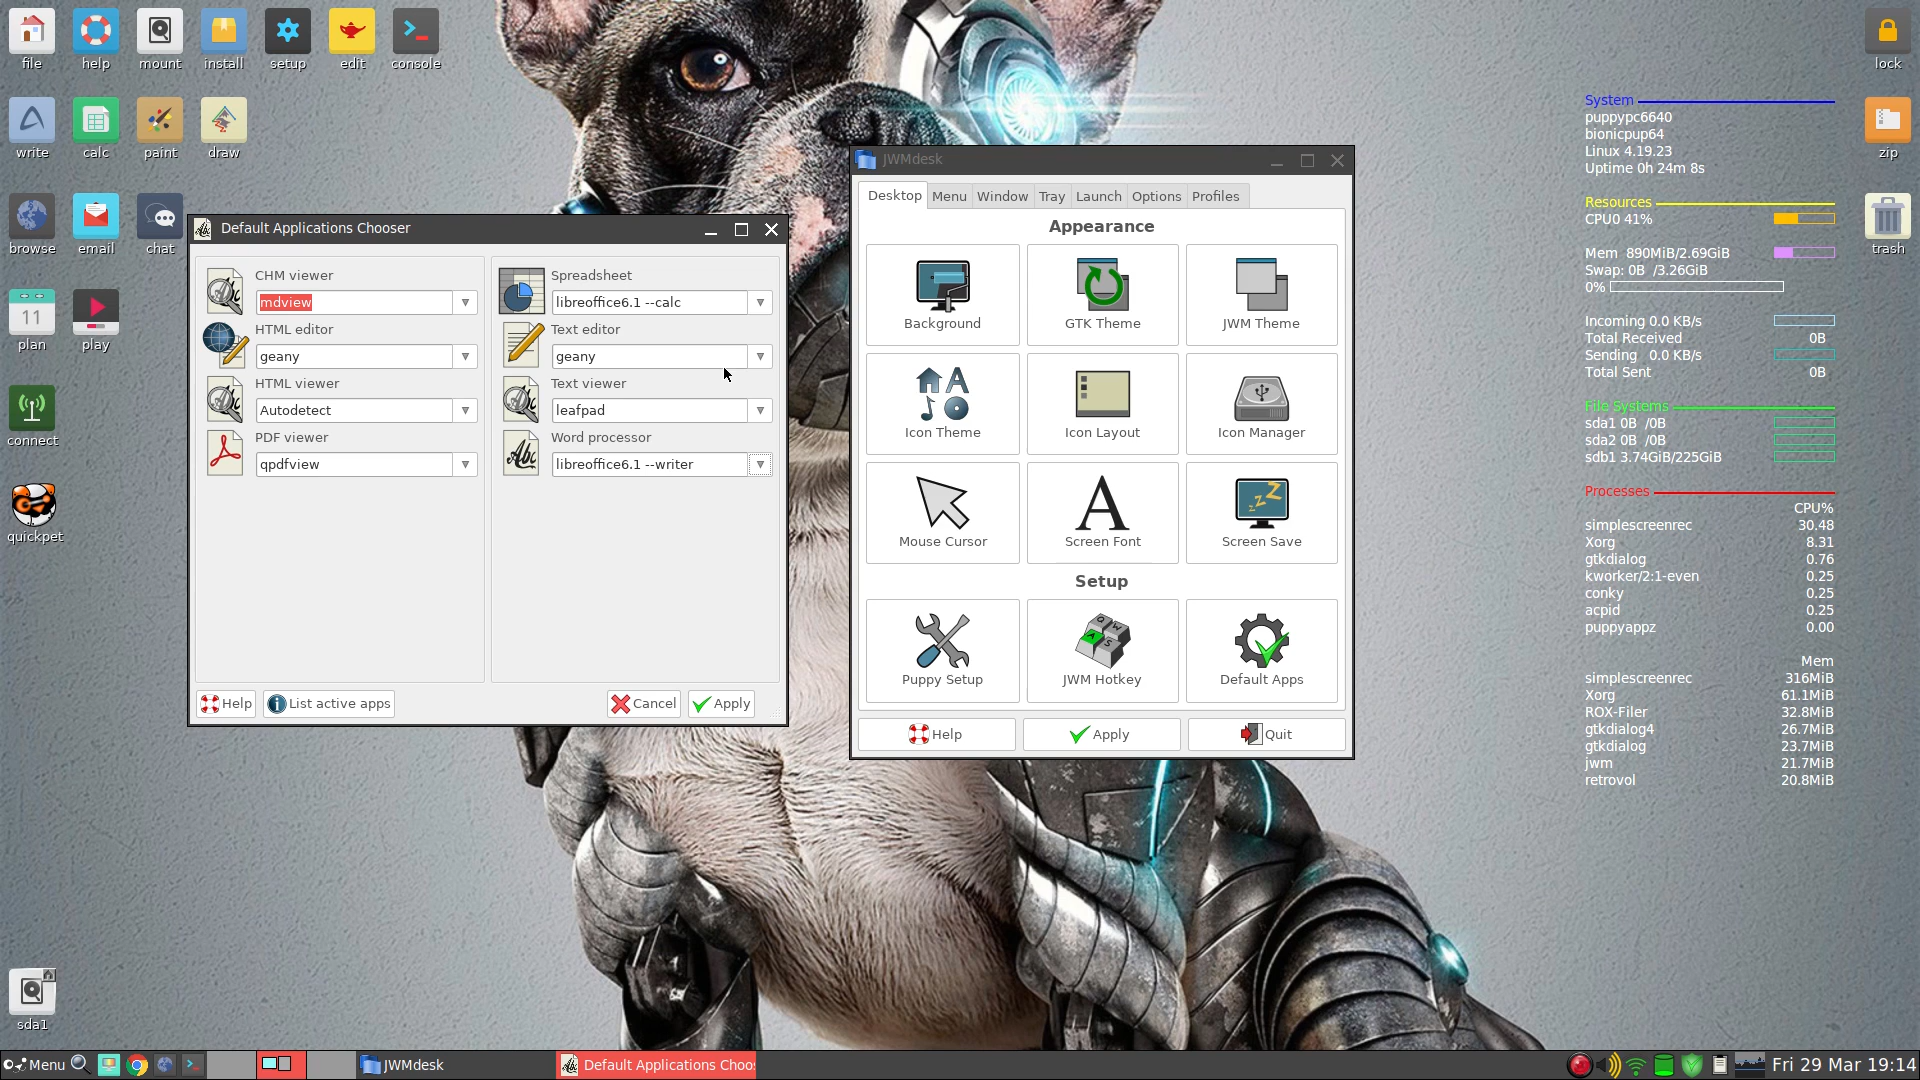 file
help
mount
install
setup
edit
console
lock
write
calc
paint
draw
zip
browse
email
chat
trash
11
plan
play
connect
quickpet
sda1
Default Applications Chooser
CHM viewer
mdview
HTML editor
geany
HTML viewer
Autodetect
PDF viewer
qpdfview
Spreadsheet
libreoffice6.1 --calc
Text editor
geany
Text viewer
leafpad
Word processor
libreoffice6.1 --writer
Help
List active apps
Cancel
Apply
JWMdesk
Desktop Menu Window Tray Launch Options Profiles
Appearance
Background
GTK Theme
JWM Theme
Icon Theme
Icon Layout
Icon Manager
Mouse Cursor
Screen Font
Screen Save
Setup
Puppy Setup
JWM Hotkey
Default Apps
Help
Apply
Quit
System
puppypc6640
bionicpup64
Linux 4.19.23
Uptime 0h 24m 8s
Resources
CPU0 41%
Mem 890MiB/2.69GiB
Swap: 0B /3.26GiB
0%
Incoming 0.0 KB/s
Total Received 0B
Sending 0.0 KB/s
Total Sent 0B
File Systems
sda1 0B /0B
sda2 0B /0B
sdb1 3.74GiB/225GiB
Processes
CPU%
simplescreenrec 30.48
Xorg 8.31
gtkdialog 0.76
kworker/2:1-even 0.25
conky 0.25
acpid 0.25
puppyappz 0.00
Mem
simplescreenrec 316MiB
Xorg 61.1MiB
ROX-Filer 32.8MiB
gtkdialog4 26.7MiB
gtkdialog 23.7MiB
jwm 21.7MiB
retrovol 20.8MiB
Menu
JWMdesk
Default Applications Choo
Fri 29 Mar 19:14